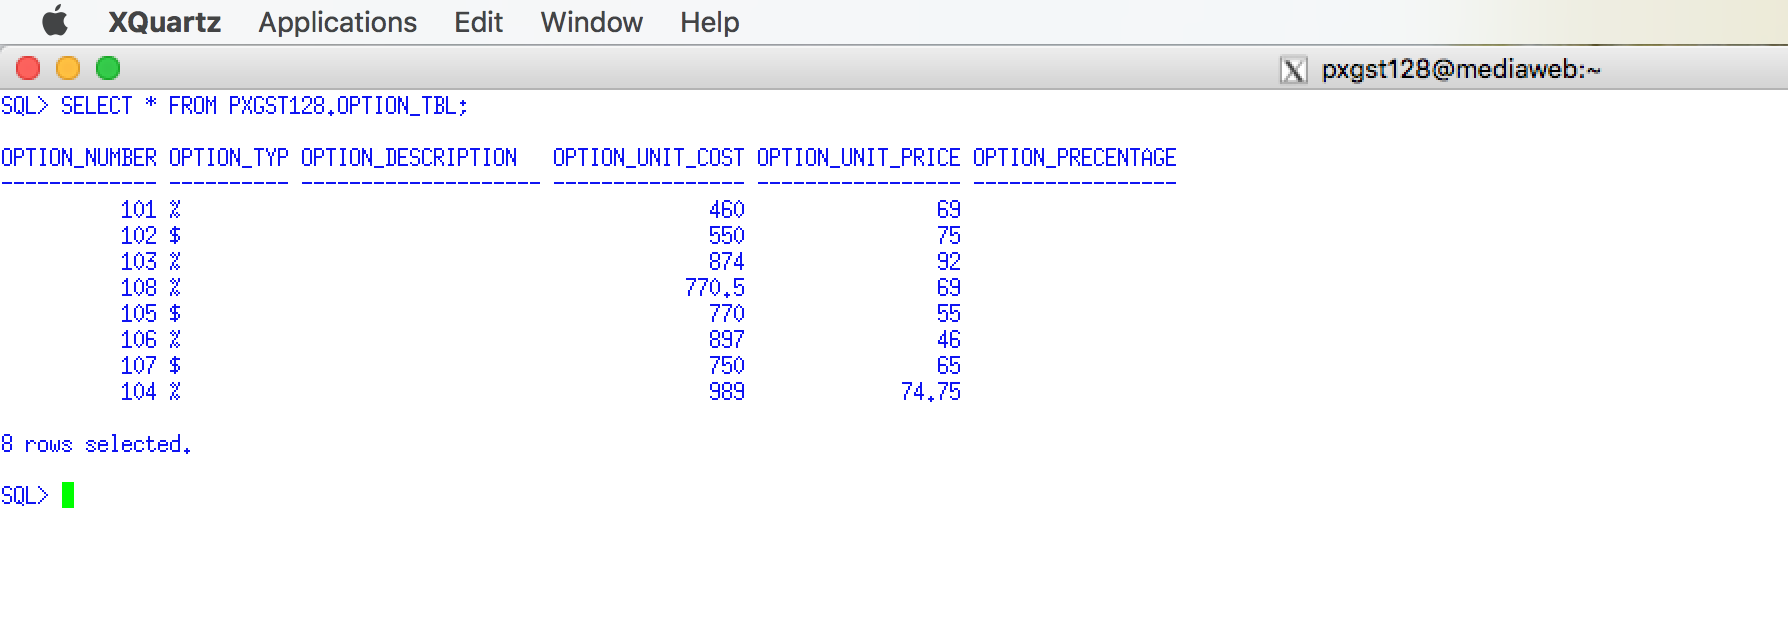 XQuartz Applications Edit Window Help
pxgst128@mediaweb:~
SQL> SELECT * FROM PXGST128.OPTION_TBL;
OPTION_NUMBER OPTION_TYP OPTION_DESCRIPTION   OPTION_UNIT_COST OPTION_UNIT_PRICE OPTION_PRECENTAGE
------------- ---------- -------------------- ---------------- ----------------- -----------------
          101 %                                            460                69
          102 $                                            550                75
          103 %                                            874                92
          108 %                                          770.5                69
          105 $                                            770                55
          106 %                                            897                46
          107 $                                            750                65
          104 %                                            989             74.75
8 rows selected.
SQL>